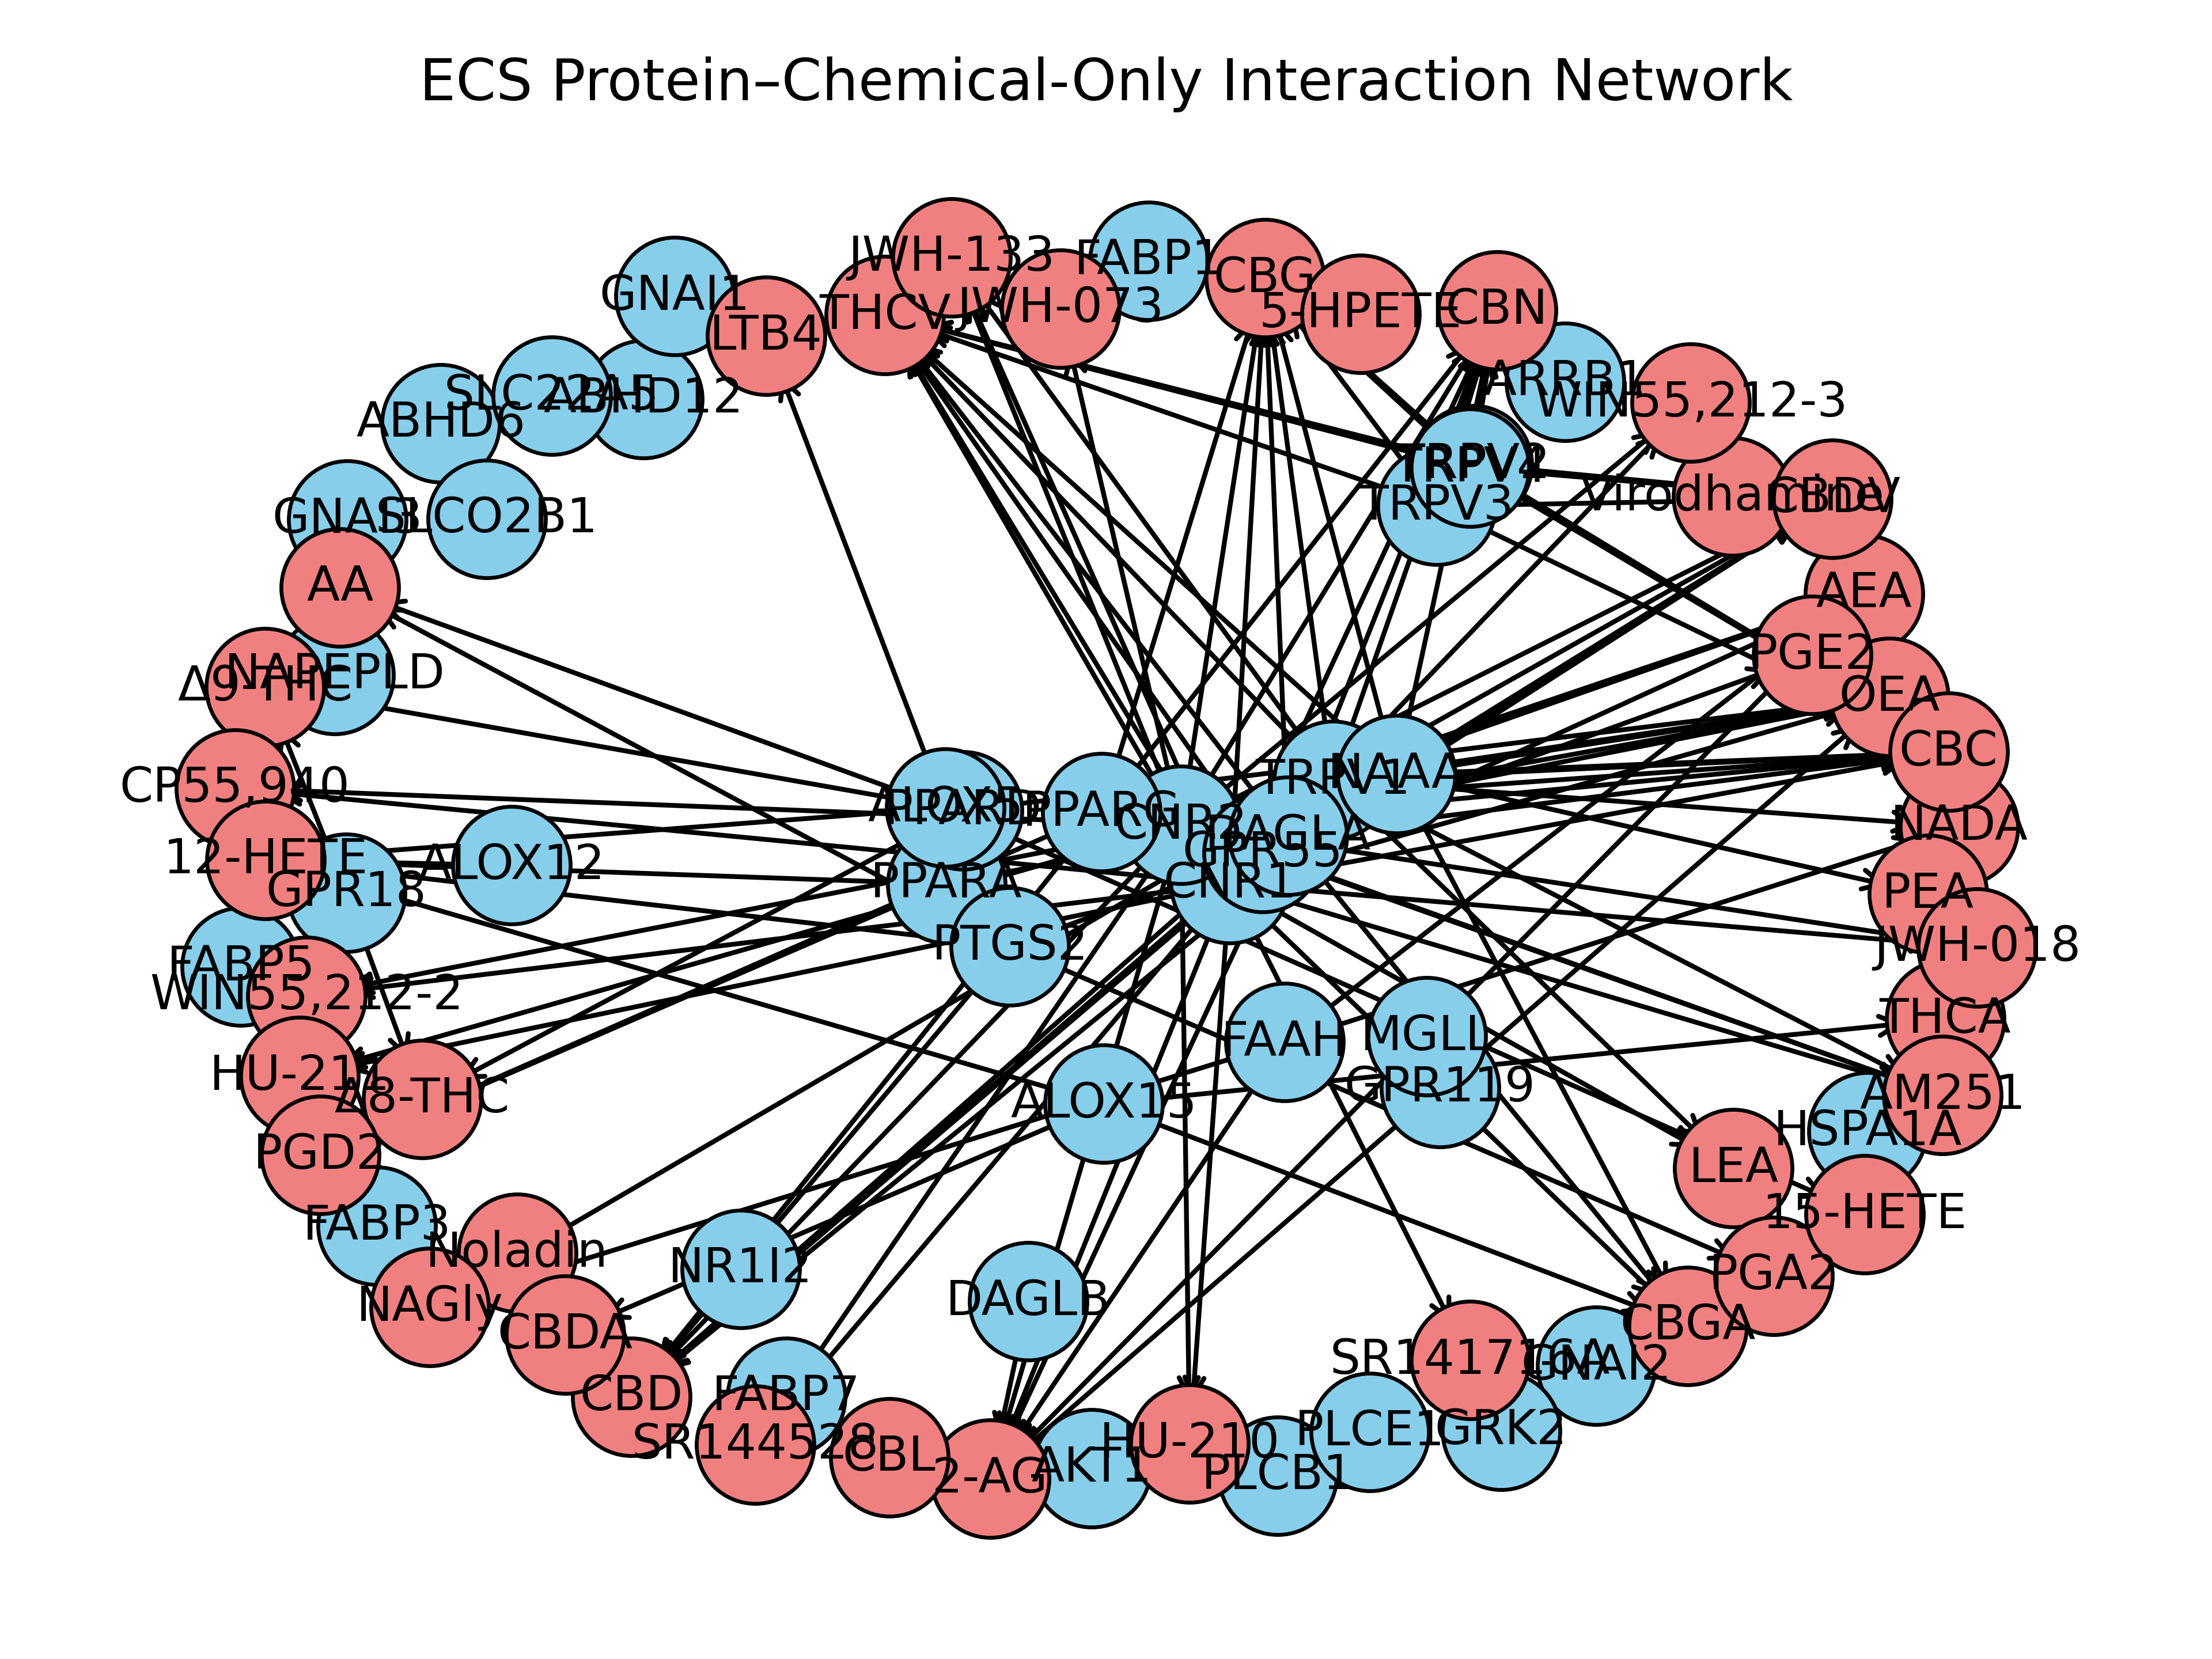 ECS Protein–Chemical-Only Interaction Network
JWH-133
FABP1
CBG
GNAI1
THCV
JWH-073
5-HPETE
CBN
LTB4
ARRB1
SLC22A5
ABHD12
WIN55,212-3
ABHD6
TRPV2
TRPV3
Virodhamine
CBDV
SLCO2B1
AA
AEA
NAPEPLD
Δ9-THC
PGE2
OEA
CP55,940
CBC
TRPV1
NAAA
ALOX5
PPARD
PPARG
CNR2
DAGLA
GPR55
NADA
12-HETE
ALOX12
GPR18
PPARA
CNR1
PEA
PTGS2
JWH-018
FABP5
WIN55,212-2
THCA
FAAH
MGLL
HU-211
Δ8-THC
ALOX15
GPR119
AM251
HSPA1A
PGD2
LEA
15-HETE
FABP3
Noladin
NR1I2
PGA2
NAGly
DAGLB
CBDA
CBGA
SR141716A
GNAI2
CBD
FABP7
SR144528
CBL
2-AG
AKT1
HU-210
PLCB1
PLCE1
GRK2